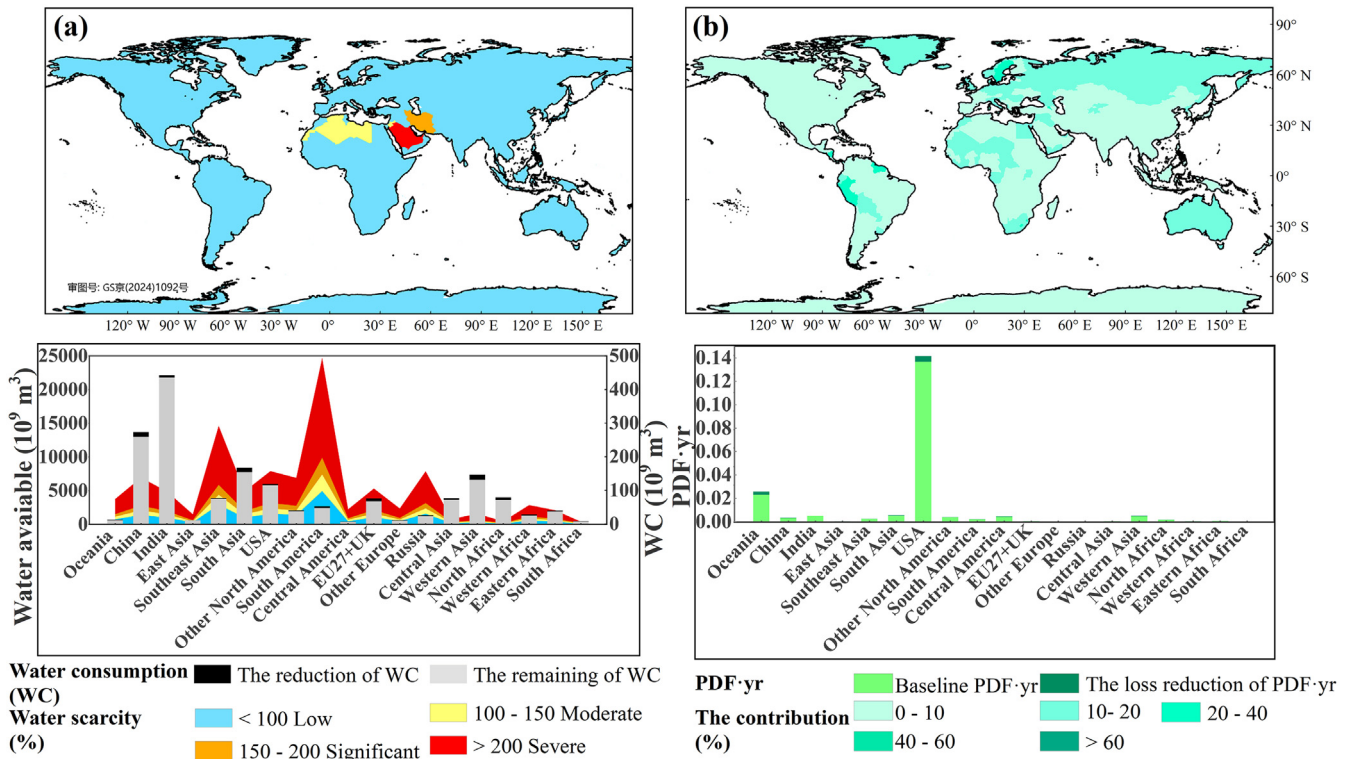 (a)
(b)
90°
60° N
30° N
0°
30° S
60° S
审图号: GS京(2024)1092号
120° W 90° W 60° W 30° W 0° 30° E 60° E 90° E 120° E 150° E
120° W 90° W 60° W 30° W 0° 30° E 60° E 90° E 120° E 150° E
Water avaiable (10⁹ m³)
25000
20000
15000
10000
5000
0
500
400
300
200
100
0
WC (10⁹ m³)
Oceania
China
India
East Asia
Southeast Asia
South Asia
USA
Other North America
South America
Central America
EU27+UK
Other Europe
Russia
Central Asia
Western Asia
North Africa
Western Africa
Eastern Africa
South Africa
PDF·yr
0.14
0.12
0.10
0.08
0.06
0.04
0.02
0.00
Oceania
China
India
East Asia
Southeast Asia
South Asia
USA
Other North America
South America
Central America
EU27+UK
Other Europe
Russia
Central Asia
Western Asia
North Africa
Western Africa
Eastern Africa
South Africa
Water consumption
(WC)
The reduction of WC
The remaining of WC
Water scarcity
(%)
< 100 Low
100 - 150 Moderate
150 - 200 Significant
> 200 Severe
PDF·yr
Baseline PDF·yr
The loss reduction of PDF·yr
The contribution
(%)
0 - 10
10- 20
20 - 40
40 - 60
> 60